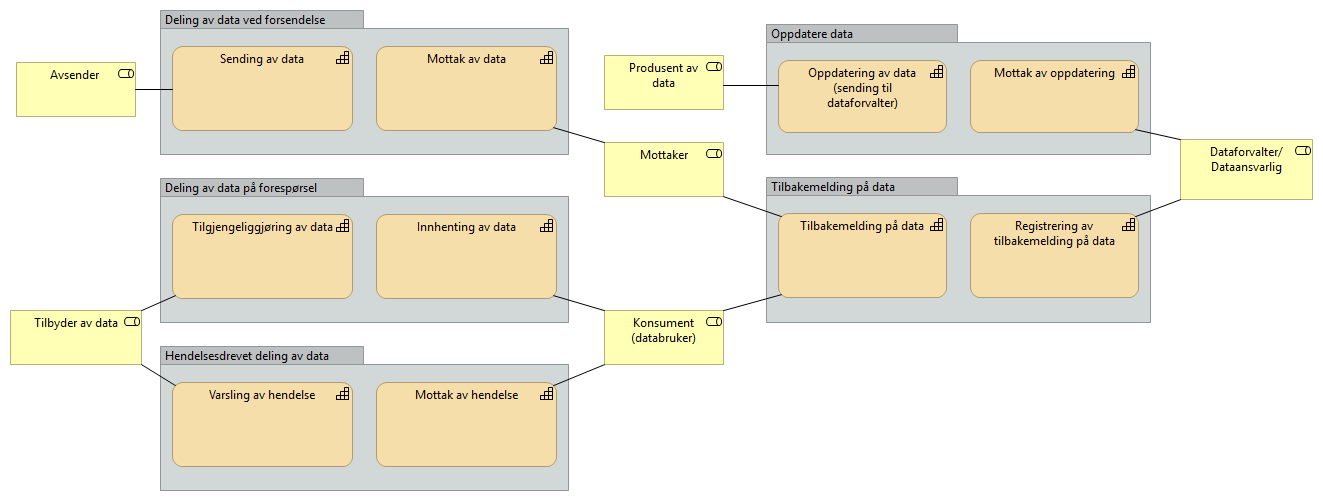 Deling av data ved forsendelse
Sending av data
Mottak av data
Avsender
Produsent av
data
Oppdatere data
Oppdatering av data
(sending til
dataforvalter)
Mottak av oppdatering
Mottaker
Dataforvalter/
Dataansvarlig
Deling av data på forespørsel
Tilgjengeliggjøring av data
Innhenting av data
Tilbakemelding på data
Tilbakemelding på data
Registrering av
tilbakemelding på data
Tilbyder av data
Konsument
(databruker)
Hendelsesdrevet deling av data
Varsling av hendelse
Mottak av hendelse